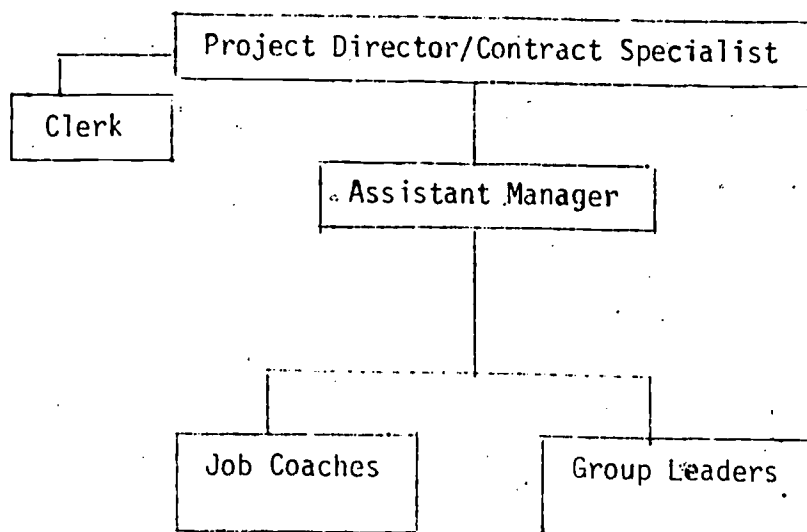 Project Director/Contract Specialist
Clerk
Assistant Manager
Job Coaches
Group Leaders